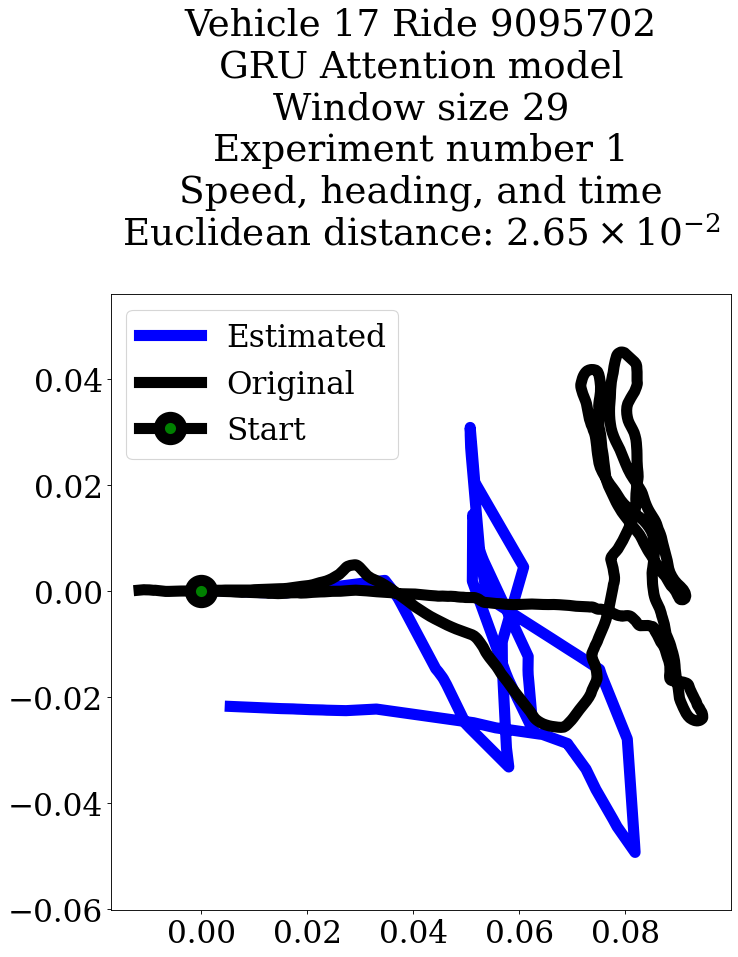 Vehicle 17 Ride 9095702
GRU Attention model
Window size 29
Experiment number 1
Speed, heading, and time
Euclidean distance: $2.65 \times 10^{-2}$
Estimated
Original
Start
0.04
0.02
0.00
−0.02
−0.04
−0.06
0.00 0.02 0.04 0.06 0.08